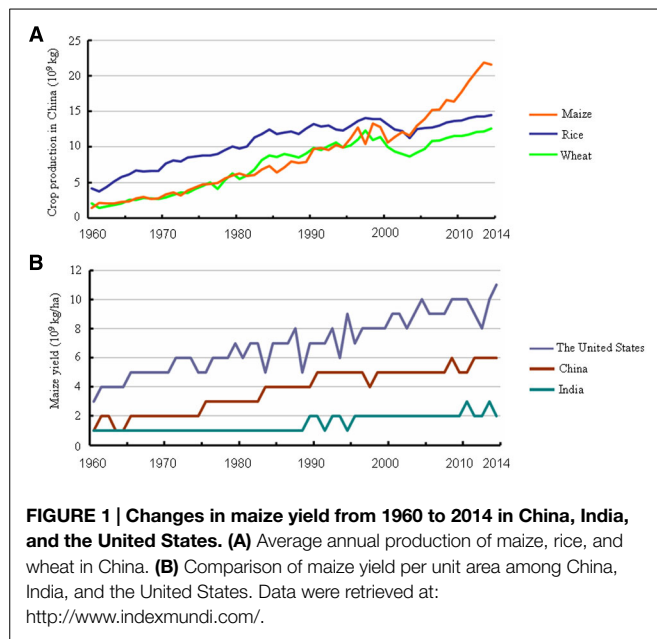 A
Crop production in China (10⁹ kg)
25
20
15
10
5
0
1960 1970 1980 1990 2000 2010 2014
Maize
Rice
Wheat
B
Maize yield (10⁹ kg/ha)
12
10
8
6
4
2
0
1960 1970 1980 1990 2000 2010 2014
The United States
China
India
FIGURE 1 | Changes in maize yield from 1960 to 2014 in China, India,
and the United States. (A) Average annual production of maize, rice, and
wheat in China. (B) Comparison of maize yield per unit area among China,
India, and the United States. Data were retrieved at:
http://www.indexmundi.com/.